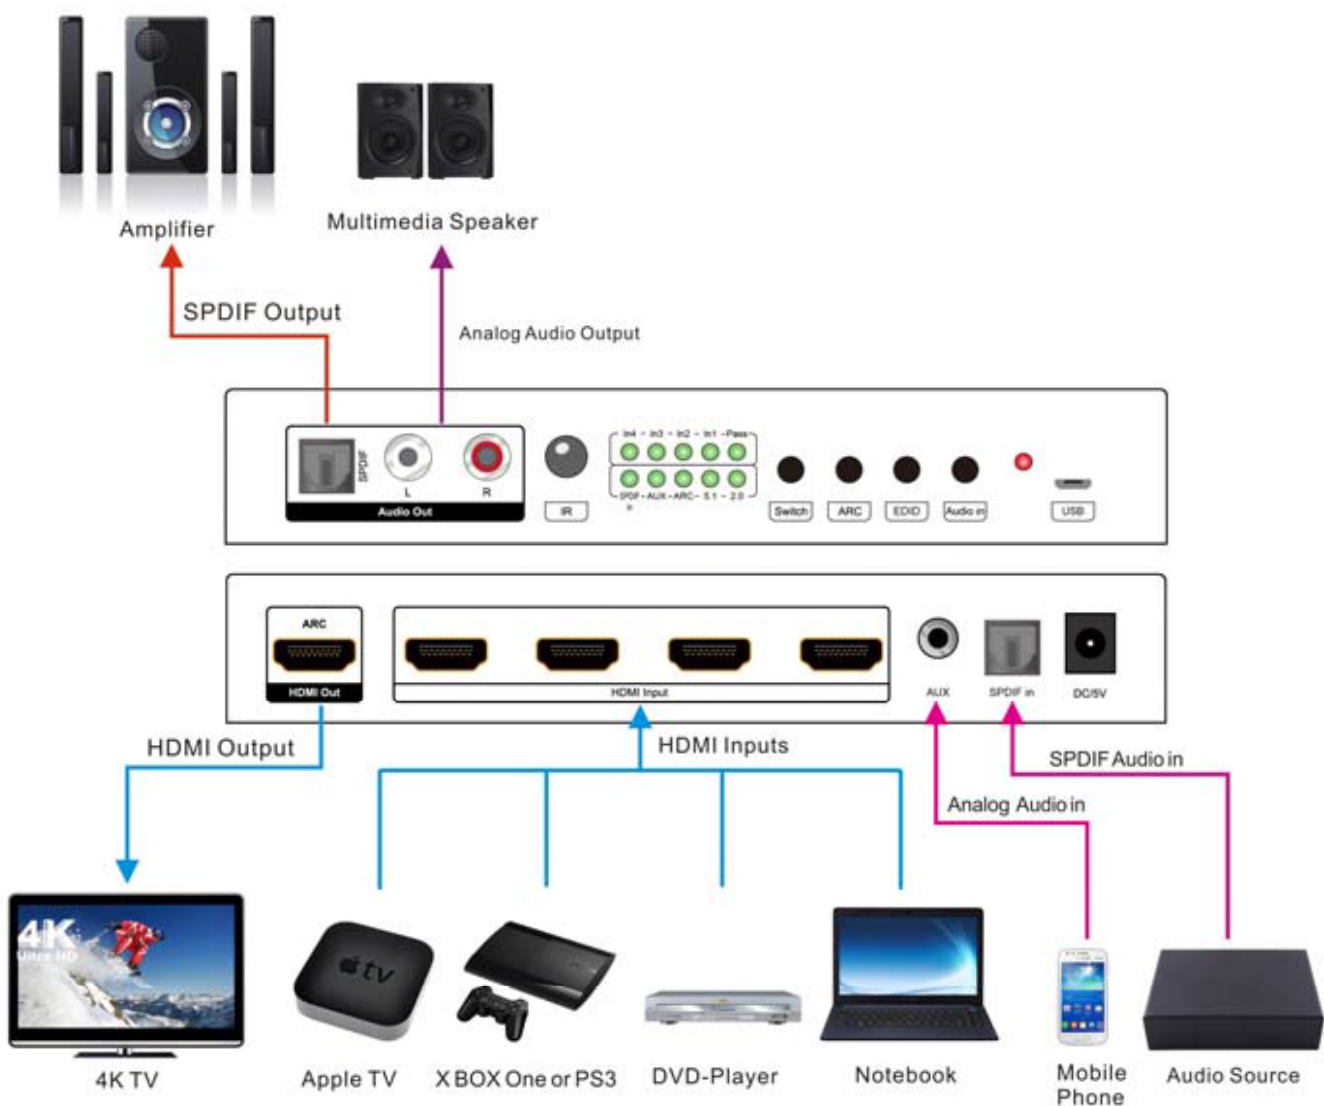 Amplifier
Multimedia Speaker
SPDIF Output
Analog Audio Output
SPDIF
L
R
Audio Out
IR
In4 - In3 - In2 - In1 - Pass
SPDIF in - AUX - ARC - 5.1 - 2.0
Switch
ARC
EDID
Audio in
USB
ARC
HDMI Out
HDMI Input
AUX
SPDIF in
DC/5V
HDMI Output
HDMI Inputs
SPDIF Audio in
Analog Audio in
4K
Ultra HD
tv
4K TV
Apple TV
X BOX One or PS3
DVD-Player
Notebook
Mobile
Phone
Audio Source